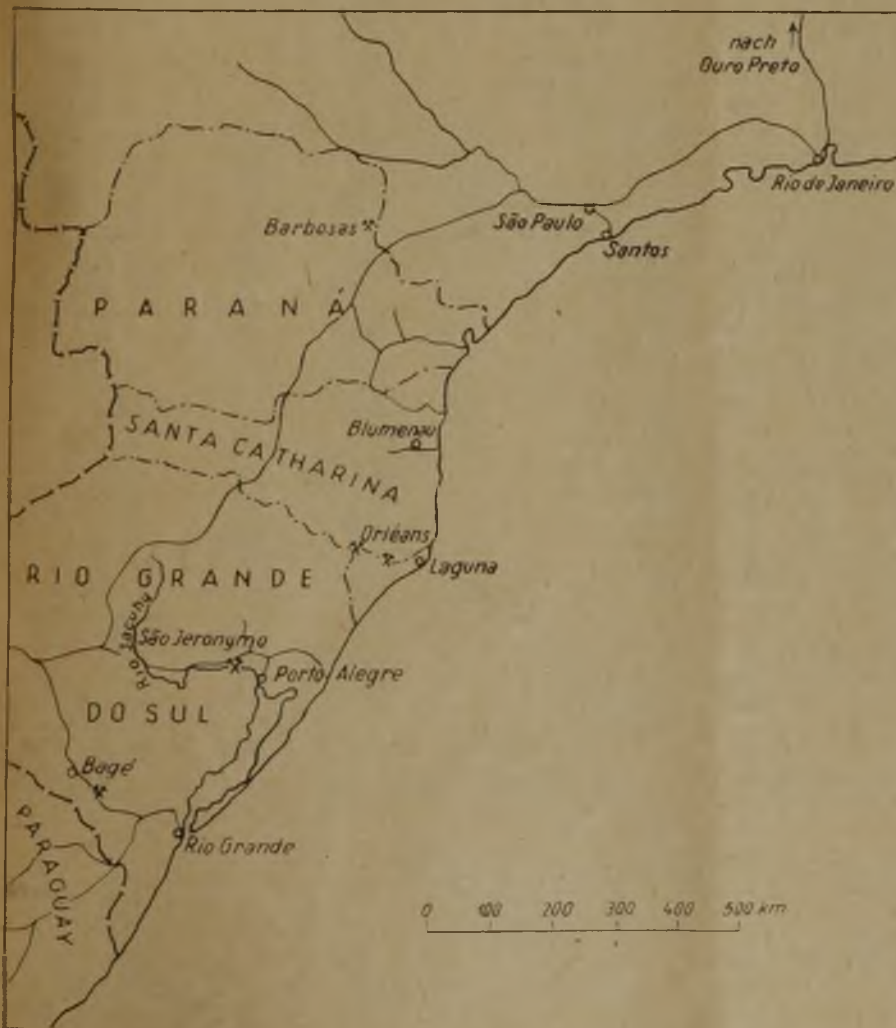 nach
Ouro Preto
Rio de Janeiro
São Paulo
Santos
Barbosas
PARANÁ
SANTA CATHARINA
Blumenau
Orléans
Laguna
RIO GRANDE
Rio Jacuhy
São Jeronymo
Porto Alegre
DO SUL
Bagé
Rio Grande
PARAGUAY
0 100 200 300 400 500 km